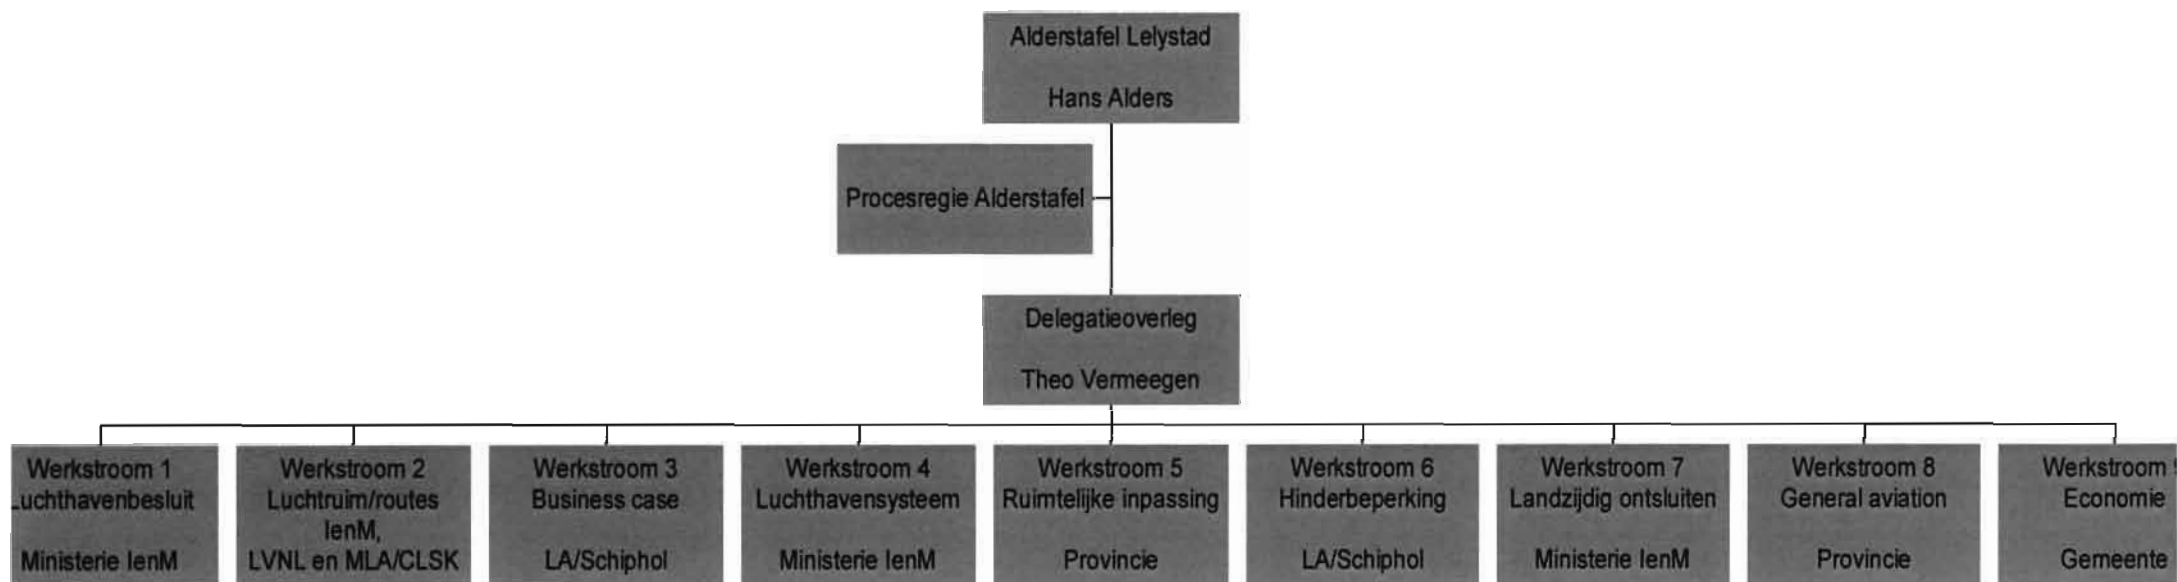 Alderstafel Lelystad
Hans Alders
Procesregie Alderstafel
Delegatieoverleg
Theo Vermeegen
Werkstroom 1
Luchthavenbesluit
Ministerie IenM
Werkstroom 2
Luchtruim/routes
IenM,
LVNL en MLA/CLSK
Werkstroom 3
Business case
LA/Schiphol
Werkstroom 4
Luchthavensysteem
Ministerie IenM
Werkstroom 5
Ruimtelijke inpassing
Provincie
Werkstroom 6
Hinderbeperking
LA/Schiphol
Werkstroom 7
Landzijdig ontsluiten
Ministerie IenM
Werkstroom 8
General aviation
Provincie
Werkstroom 9
Economie
Gemeente